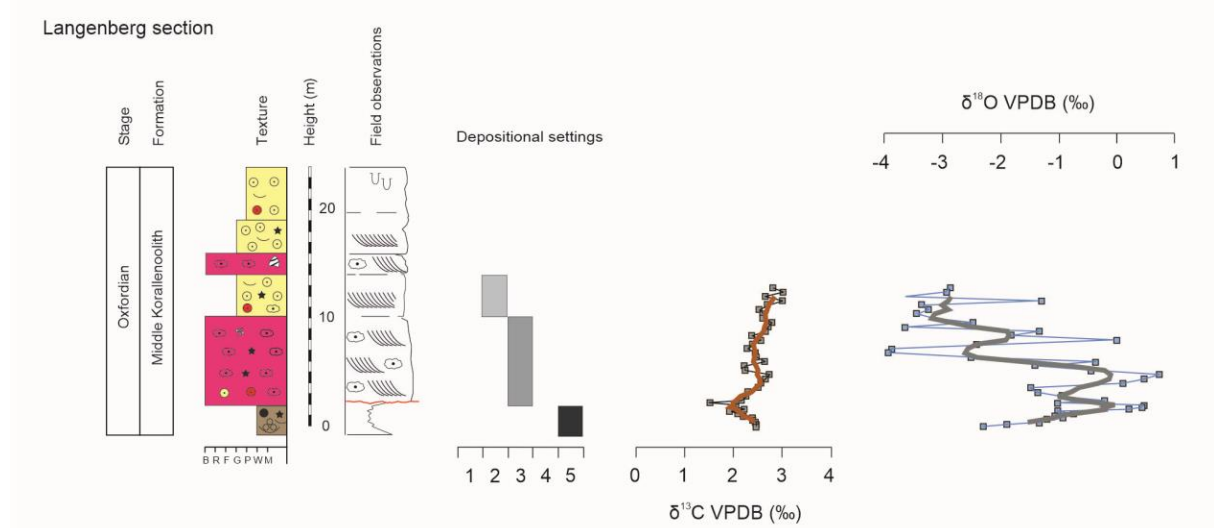 Langenberg section
Stage
Formation
Texture
Height (m)
Field observations
Depositional settings
δ18O VPDB (‰)
-4 -3 -2 -1 0 1
Oxfordian
Middle Korallenoolith
20
10
0
B R F G P W M
1 2 3 4 5
0 1 2 3 4
δ13C VPDB (‰)